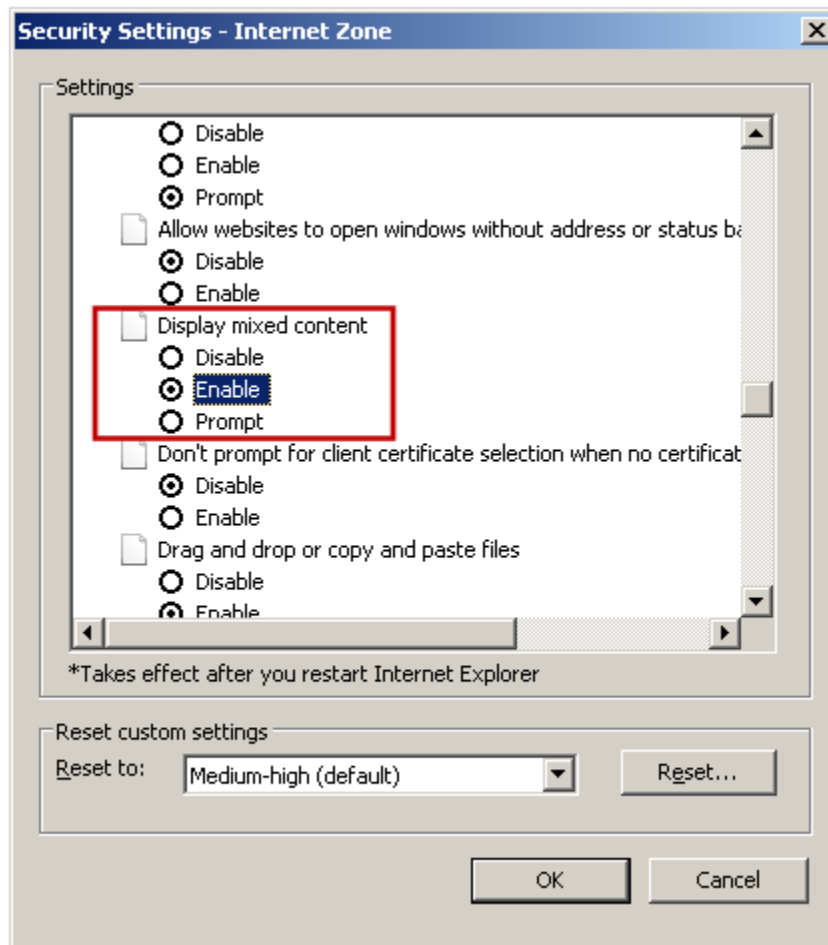 Security Settings - Internet Zone
Settings
Disable
Enable
Prompt
Allow websites to open windows without address or status ba
Disable
Enable
Display mixed content
Disable
Enable
Prompt
Don't prompt for client certificate selection when no certificat
Disable
Enable
Drag and drop or copy and paste files
Disable
Enable
*Takes effect after you restart Internet Explorer
Reset custom settings
Reset to: Medium-high (default) Reset...
OK Cancel